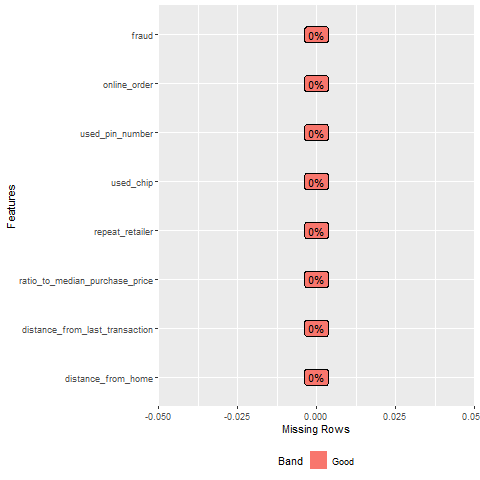 fraud
0%
online_order
0%
used_pin_number
0%
used_chip
0%
repeat_retailer
0%
ratio_to_median_purchase_price
0%
distance_from_last_transaction
0%
distance_from_home
0%
Features
-0.050
-0.025
0.000
0.025
0.05
Missing Rows
Band
Good